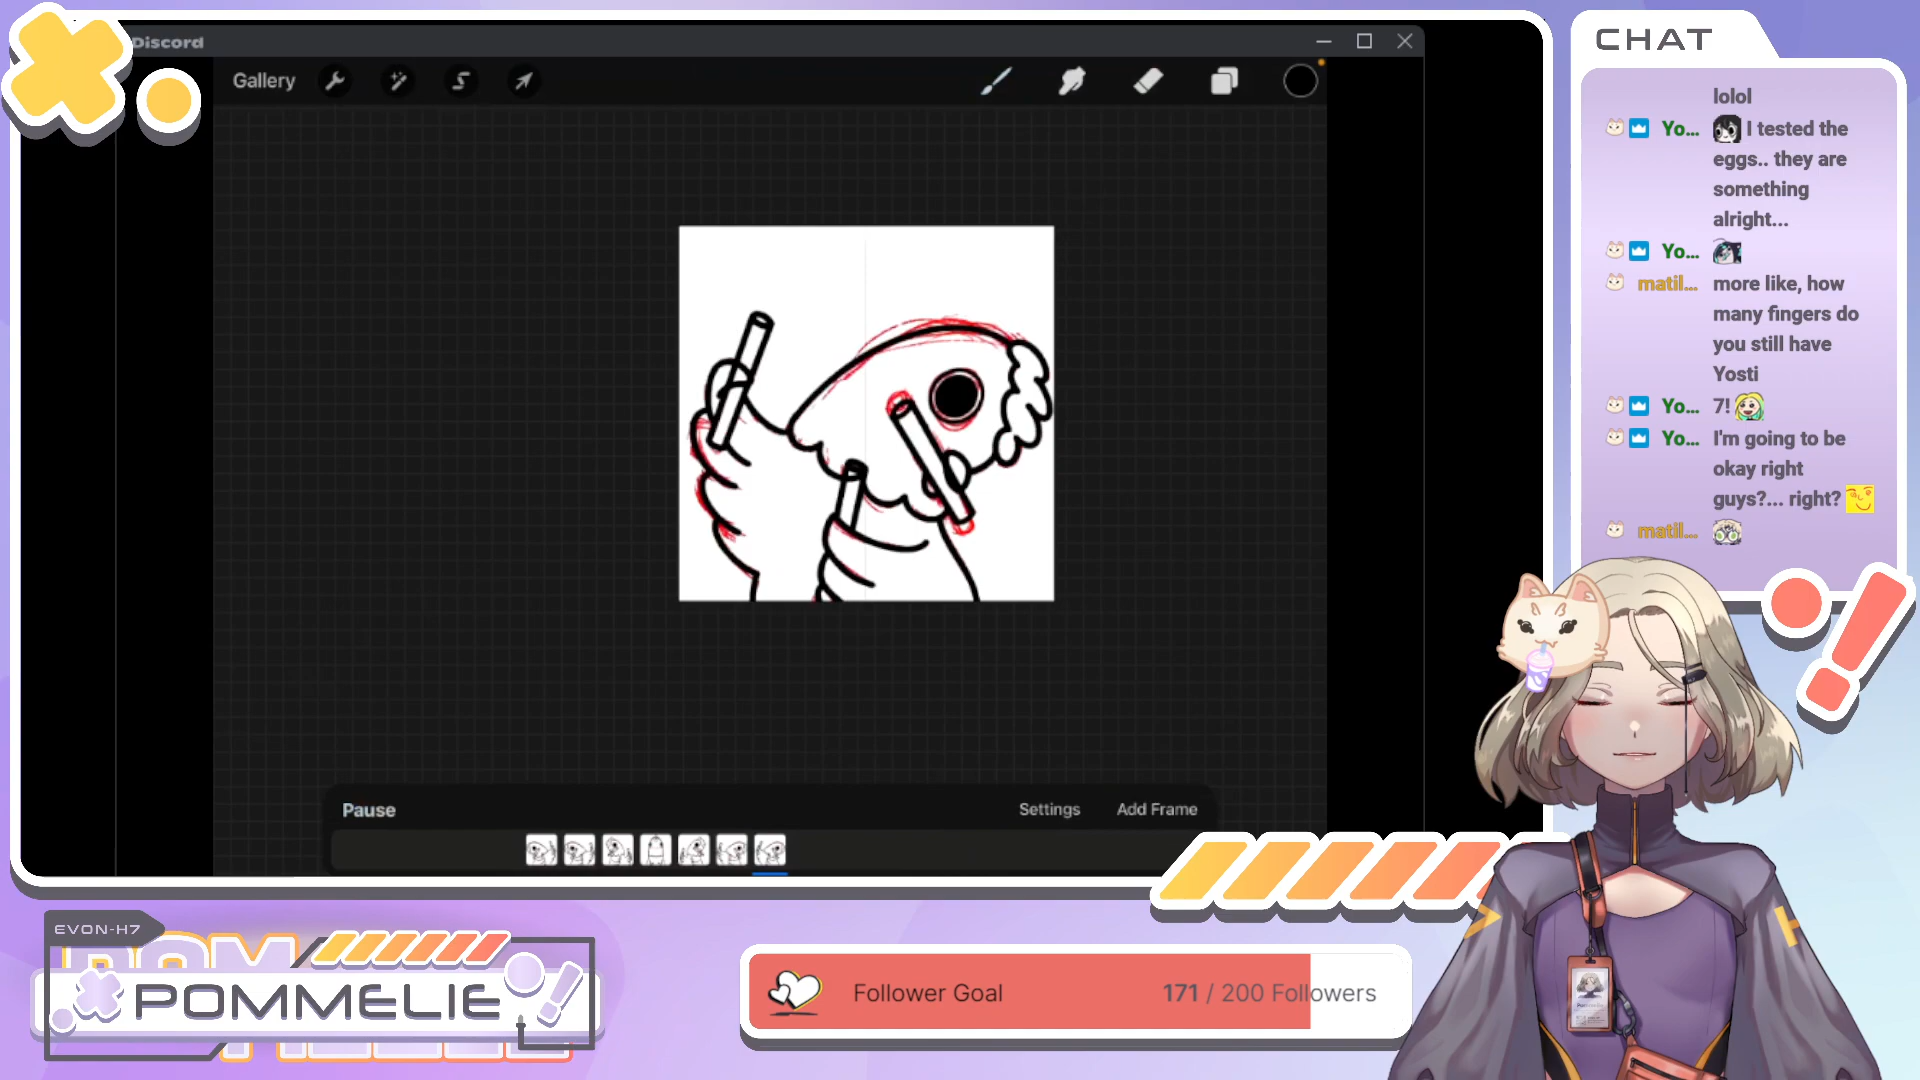 Discord
CHAT
Gallery
lolol
Yo... I tested the
eggs.. they are
something
alright...
Yo...
matil... more like, how
many fingers do
you still have
Yosti
Yo... 7!
Yo... I'm going to be
okay right
guys?... right?
matil...
Pause
Settings
Add Frame
EVON-H7
POMMELIE
Follower Goal
171 / 200 Followers